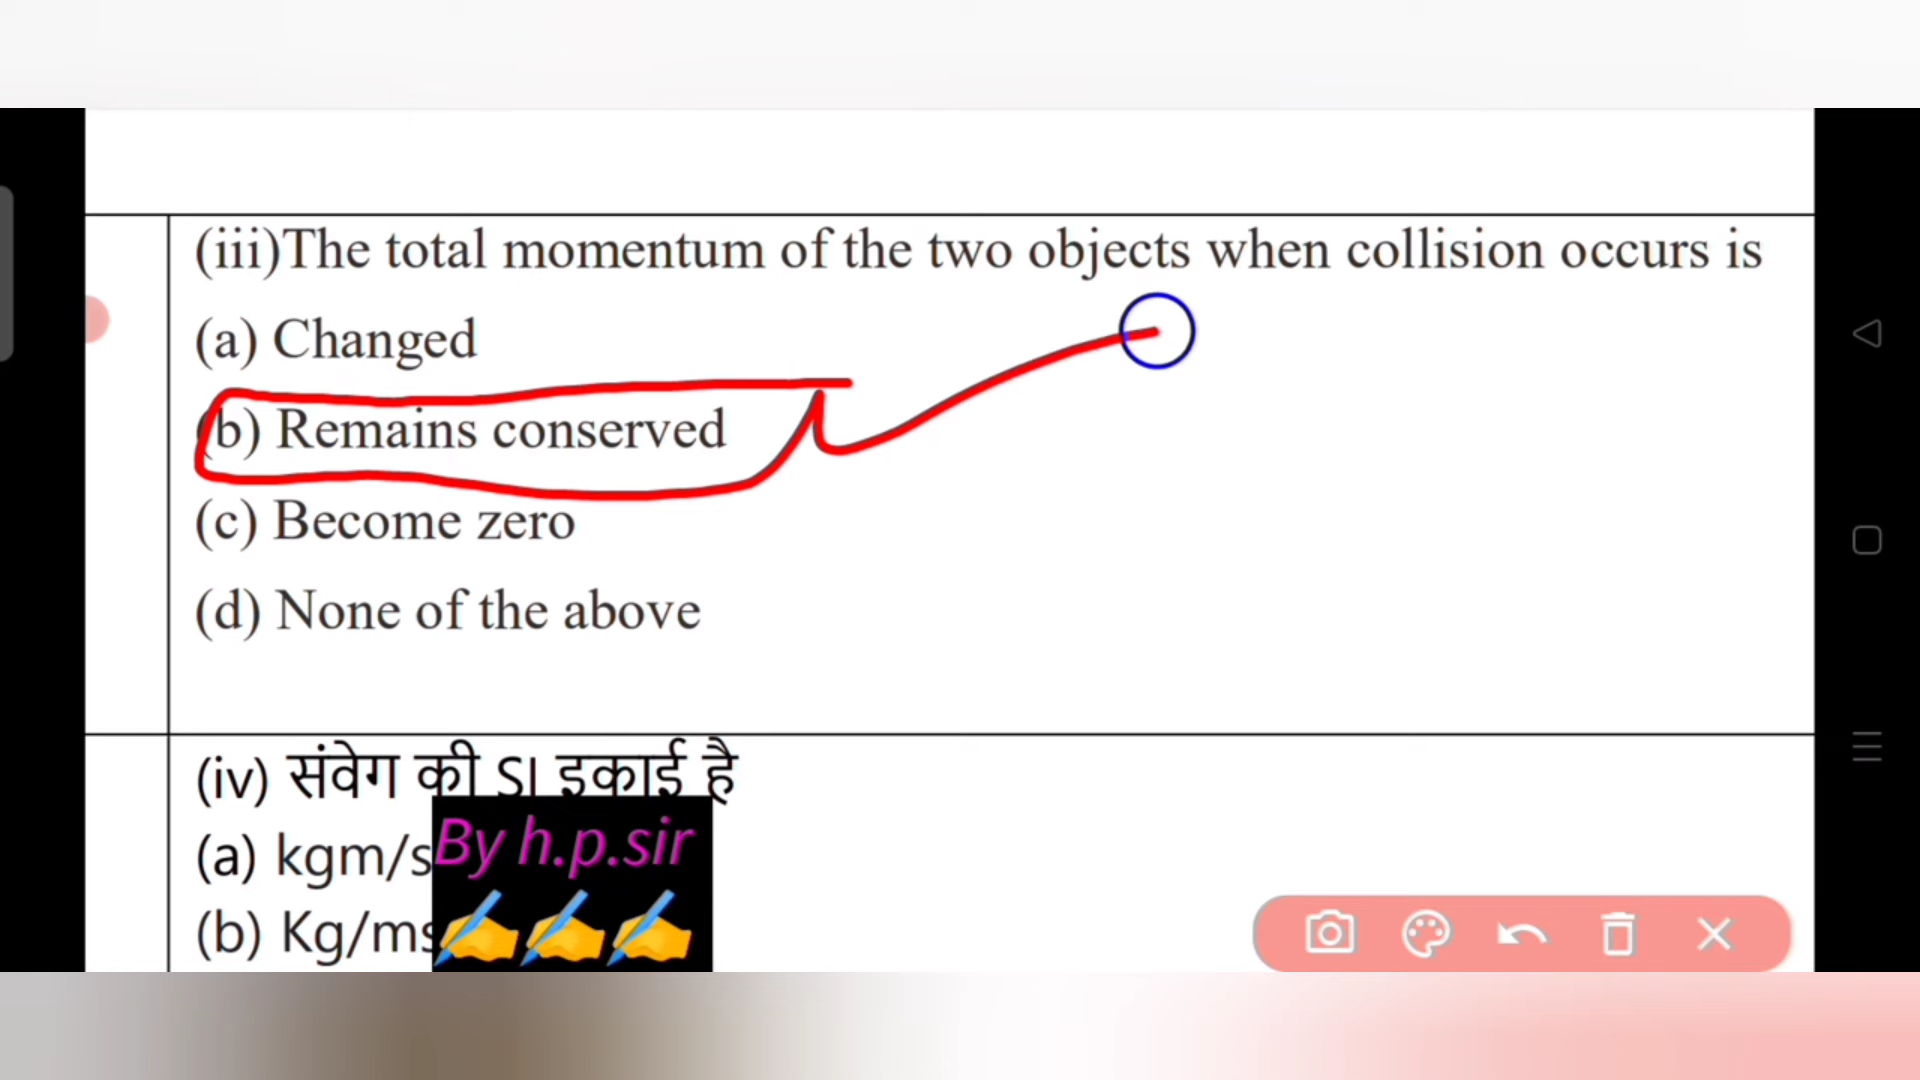 (iii)The total momentum of the two objects when collision occurs is
(a) Changed
(b) Remains conserved
(c) Become zero
(d) None of the above
(iv) संवेग की SI इकाई है
(a) kgm/s
(b) Kg/ms
By h.p.sir